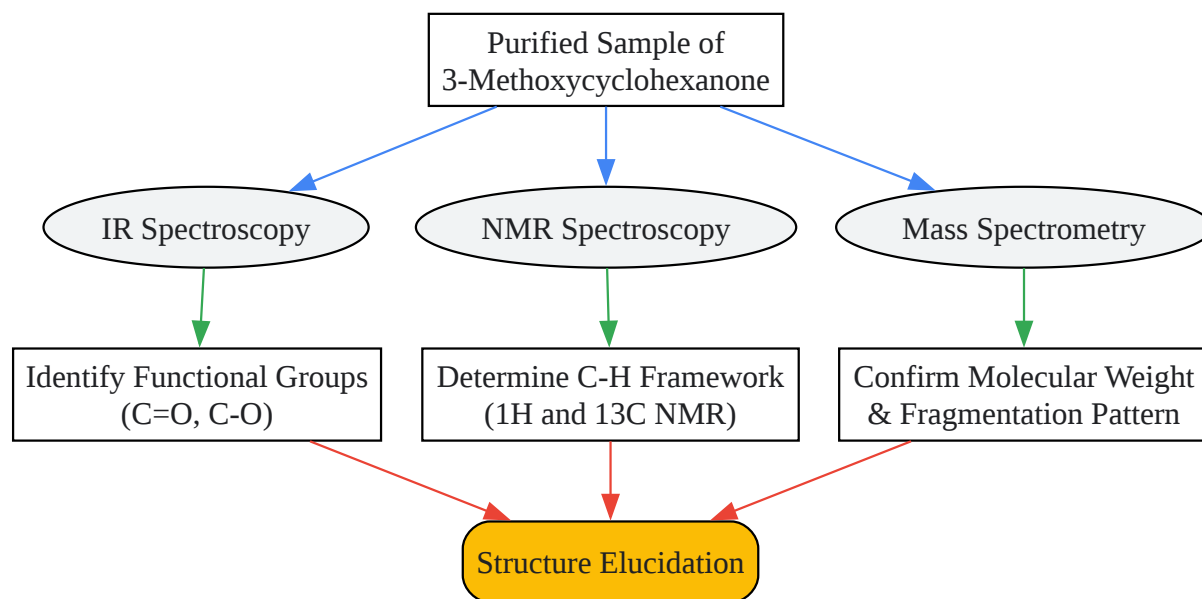 Purified Sample of
3-Methoxycyclohexanone
IR Spectroscopy
NMR Spectroscopy
Mass Spectrometry
Identify Functional Groups
(C=O, C-O)
Determine C-H Framework
(1H and 13C NMR)
Confirm Molecular Weight
& Fragmentation Pattern
Structure Elucidation